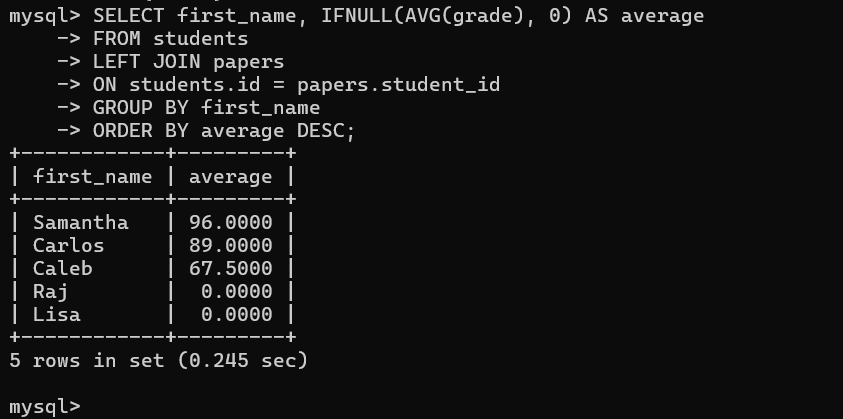 mysql> SELECT first_name, IFNULL(AVG(grade), 0) AS average
    -> FROM students
    -> LEFT JOIN papers
    -> ON students.id = papers.student_id
    -> GROUP BY first_name
    -> ORDER BY average DESC;
+------------+---------+
| first_name | average |
+------------+---------+
| Samantha   | 96.0000 |
| Carlos     | 89.0000 |
| Caleb      | 67.5000 |
| Raj        |  0.0000 |
| Lisa       |  0.0000 |
+------------+---------+
5 rows in set (0.245 sec)

mysql>